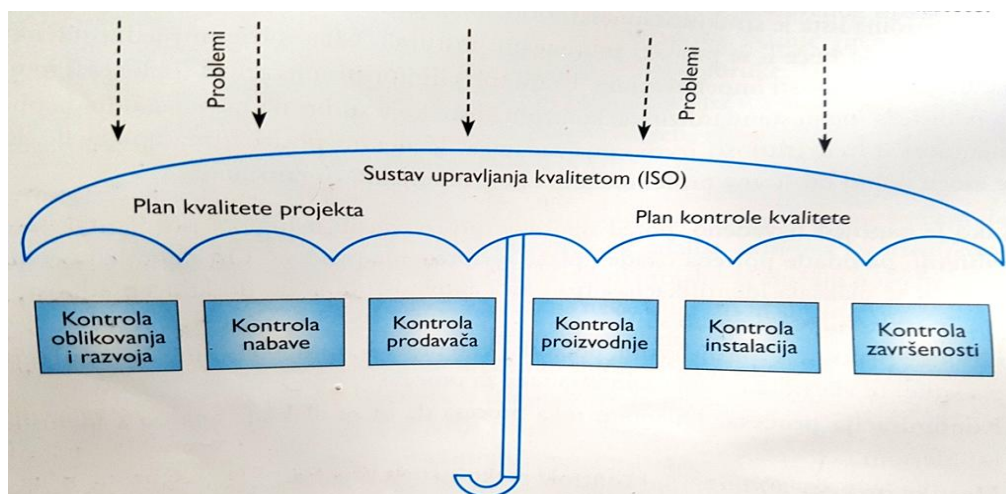 Problemi
Problemi
Sustav upravljanja kvalitetom (ISO)
Plan kvalitete projekta
Plan kontrole kvalitete
Kontrola
oblikovanja
i razvoja
Kontrola
nabave
Kontrola
prodavača
Kontrola
proizvodnje
Kontrola
instalacija
Kontrola
završenosti